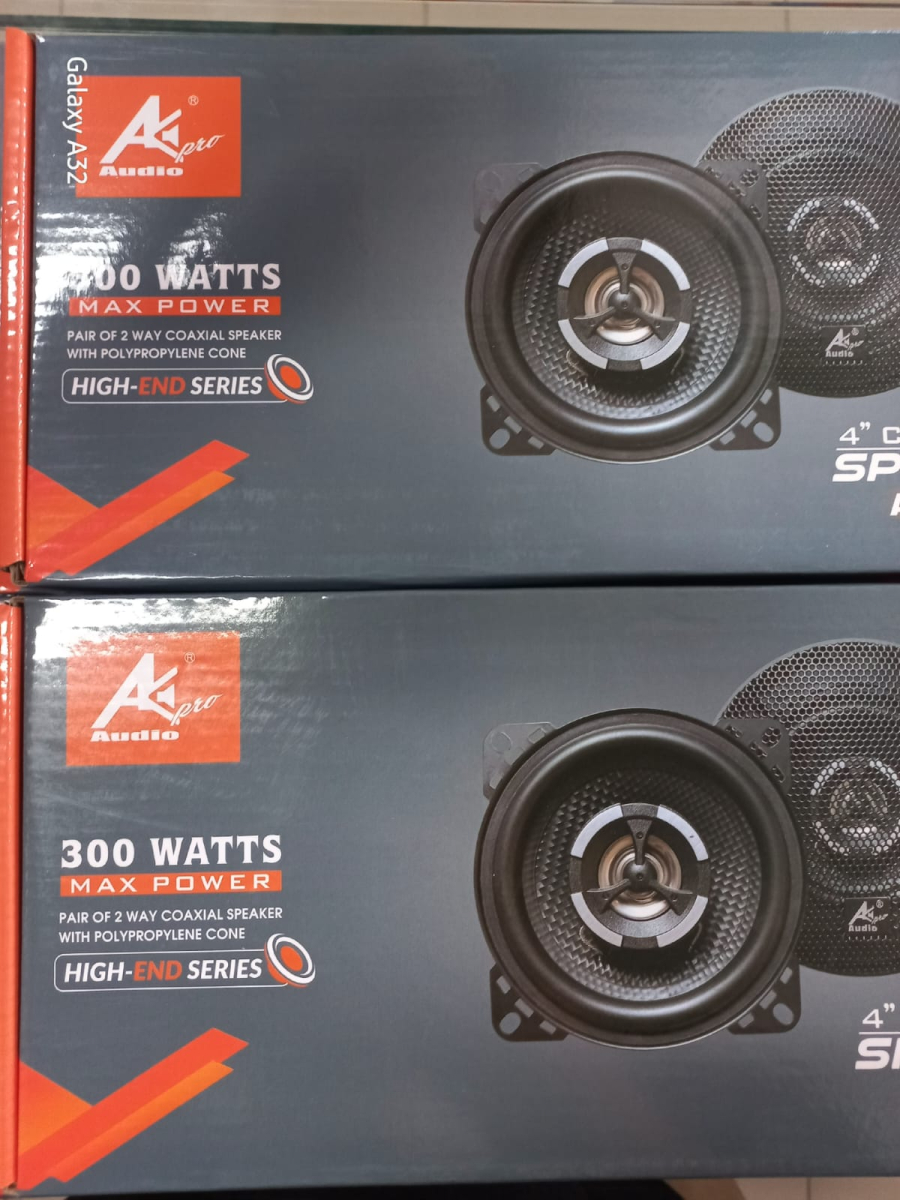 Galaxy A32
AK pro
Audio
00 WATTS
MAX POWER
PAIR OF 2 WAY COAXIAL SPEAKER
WITH POLYPROPYLENE CONE
HIGH-END SERIES
AK pro
Audio
4"
AK pro
Audio
300 WATTS
MAX POWER
PAIR OF 2 WAY COAXIAL SPEAKER
WITH POLYPROPYLENE CONE
HIGH-END SERIES
AK pro
Audio
4"